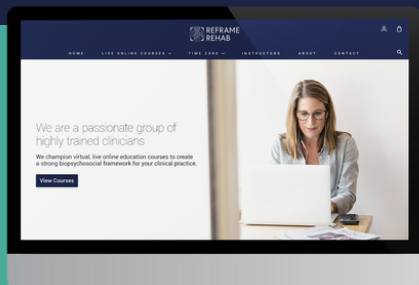 REFRAME
REHAB
HOME LIVE ONLINE COURSES TIME ZONE INSTRUCTORS ABOUT CONTACT
We are a passionate group of
highly trained clinicians
We champion virtual, live online education courses to create
a strong biopsychosocial framework for your clinical practice.
View Courses